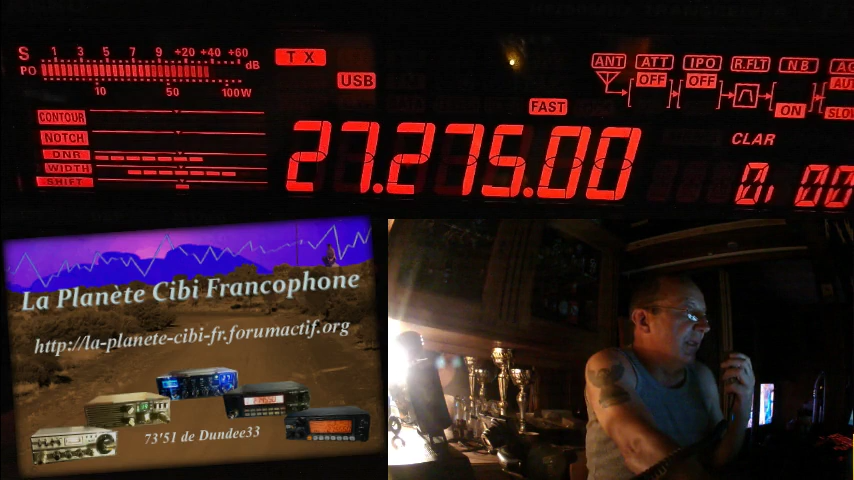 S 1 3 5 7 9 +20 +40 +60 dB
PO
10 50 100W
TX
USB
FAST
ANT ATT IPO R.FLT NB
OFF OFF ON
CONTOUR
NOTCH
DNR
WIDTH
SHIFT
27.275.00
CLAR
0.00
La Planète Cibi Francophone
http://la-planete-cibi-fr.forumactif.org
73'51 de Dundee33